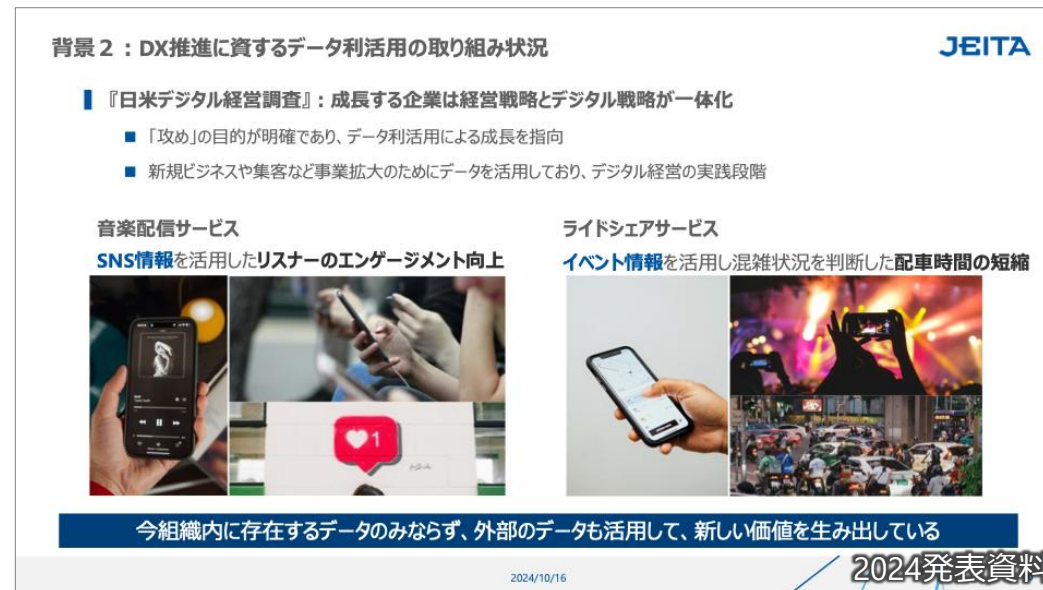 背景２：DX推進に資するデータ利活用の取り組み状況
JEITA
『日米デジタル経営調査』：成長する企業は経営戦略とデジタル戦略が一体化
「攻め」の目的が明確であり、データ利活用による成長を指向
新規ビジネスや集客など事業拡大のためにデータを活用しており、デジタル経営の実践段階
音楽配信サービス
SNS情報を活用したリスナーのエンゲージメント向上
ライドシェアサービス
イベント情報を活用し混雑状況を判断した配車時間の短縮
1
今組織内に存在するデータのみならず、外部のデータも活用して、新しい価値を生み出している
2024/10/16
2024発表資料